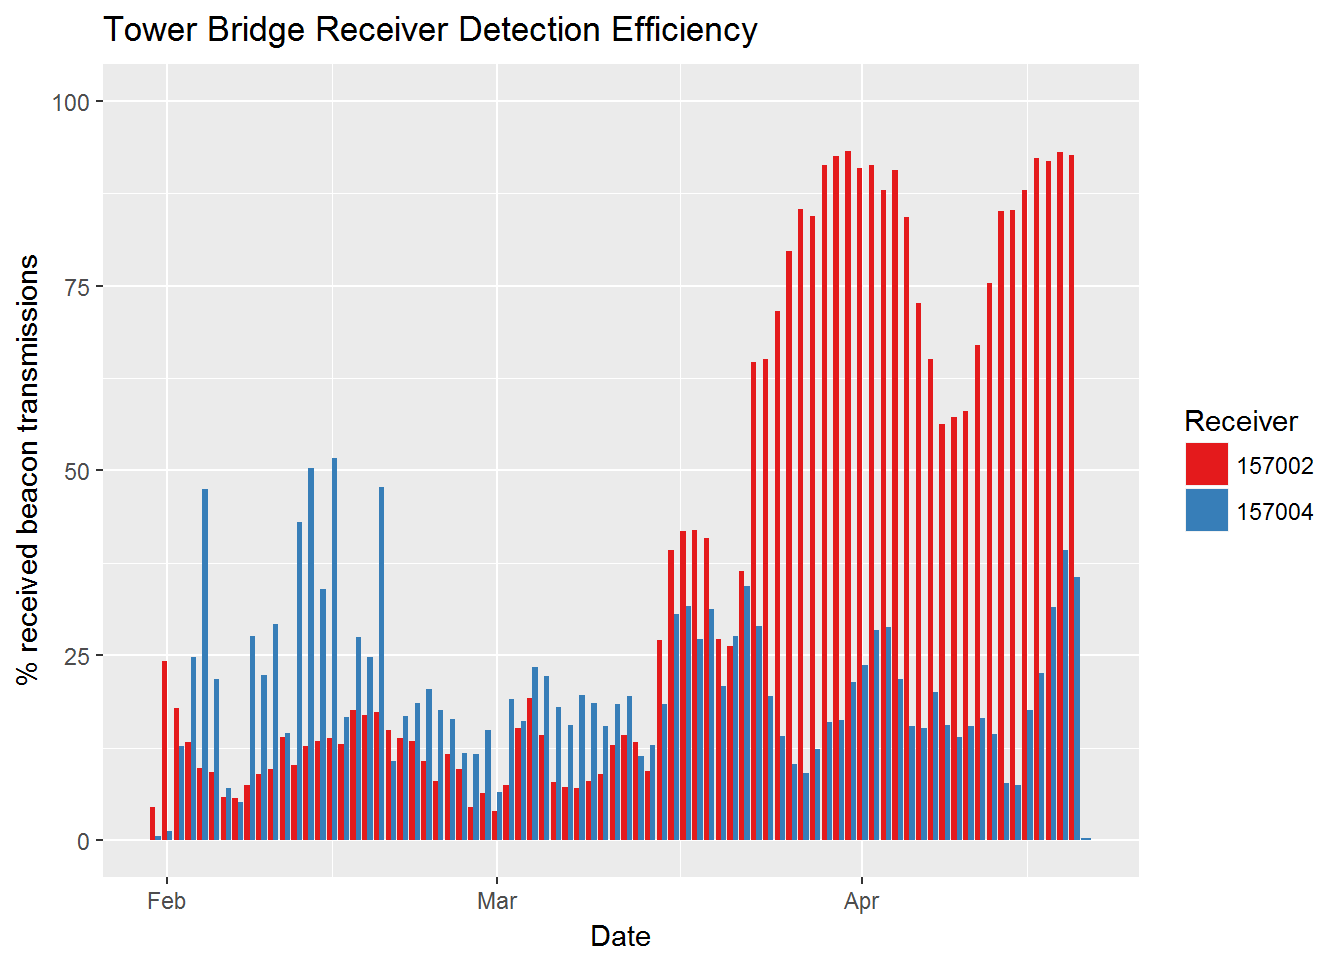 Tower Bridge Receiver Detection Efficiency
% received beacon transmissions
100
75
50
25
0
Feb
Mar
Apr
Date
Receiver
157002
157004